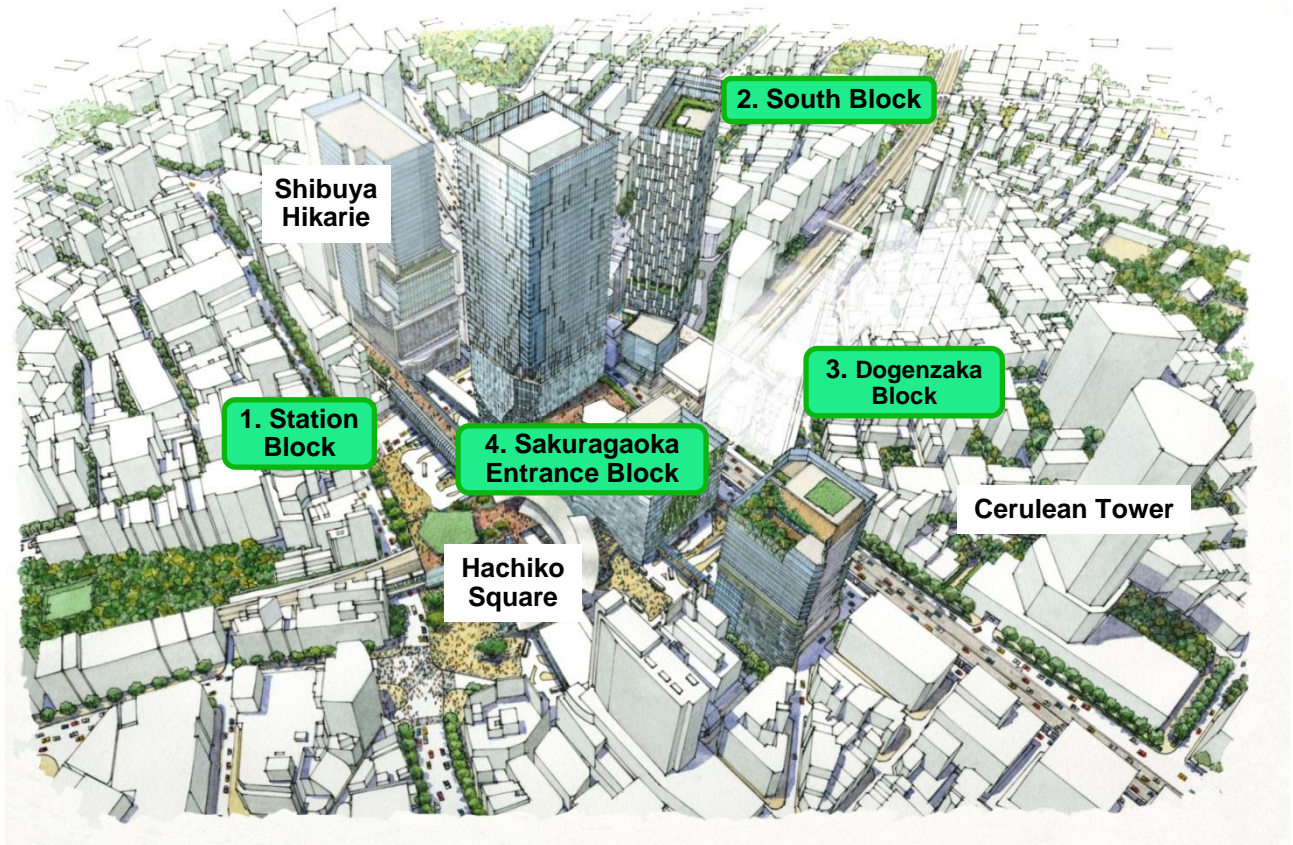 2. South Block
Shibuya
Hikarie
3. Dogenzaka
Block
1. Station
Block
4. Sakuragaoka
Entrance Block
Cerulean Tower
Hachiko
Square